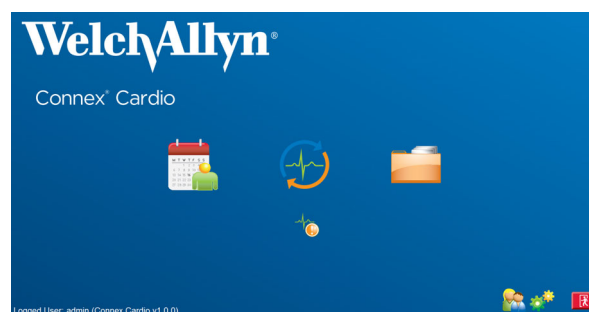 WelchAllyn®
Connex® Cardio
M T W T F S S
Logged User: admin (Connex Cardio v1.0.0)